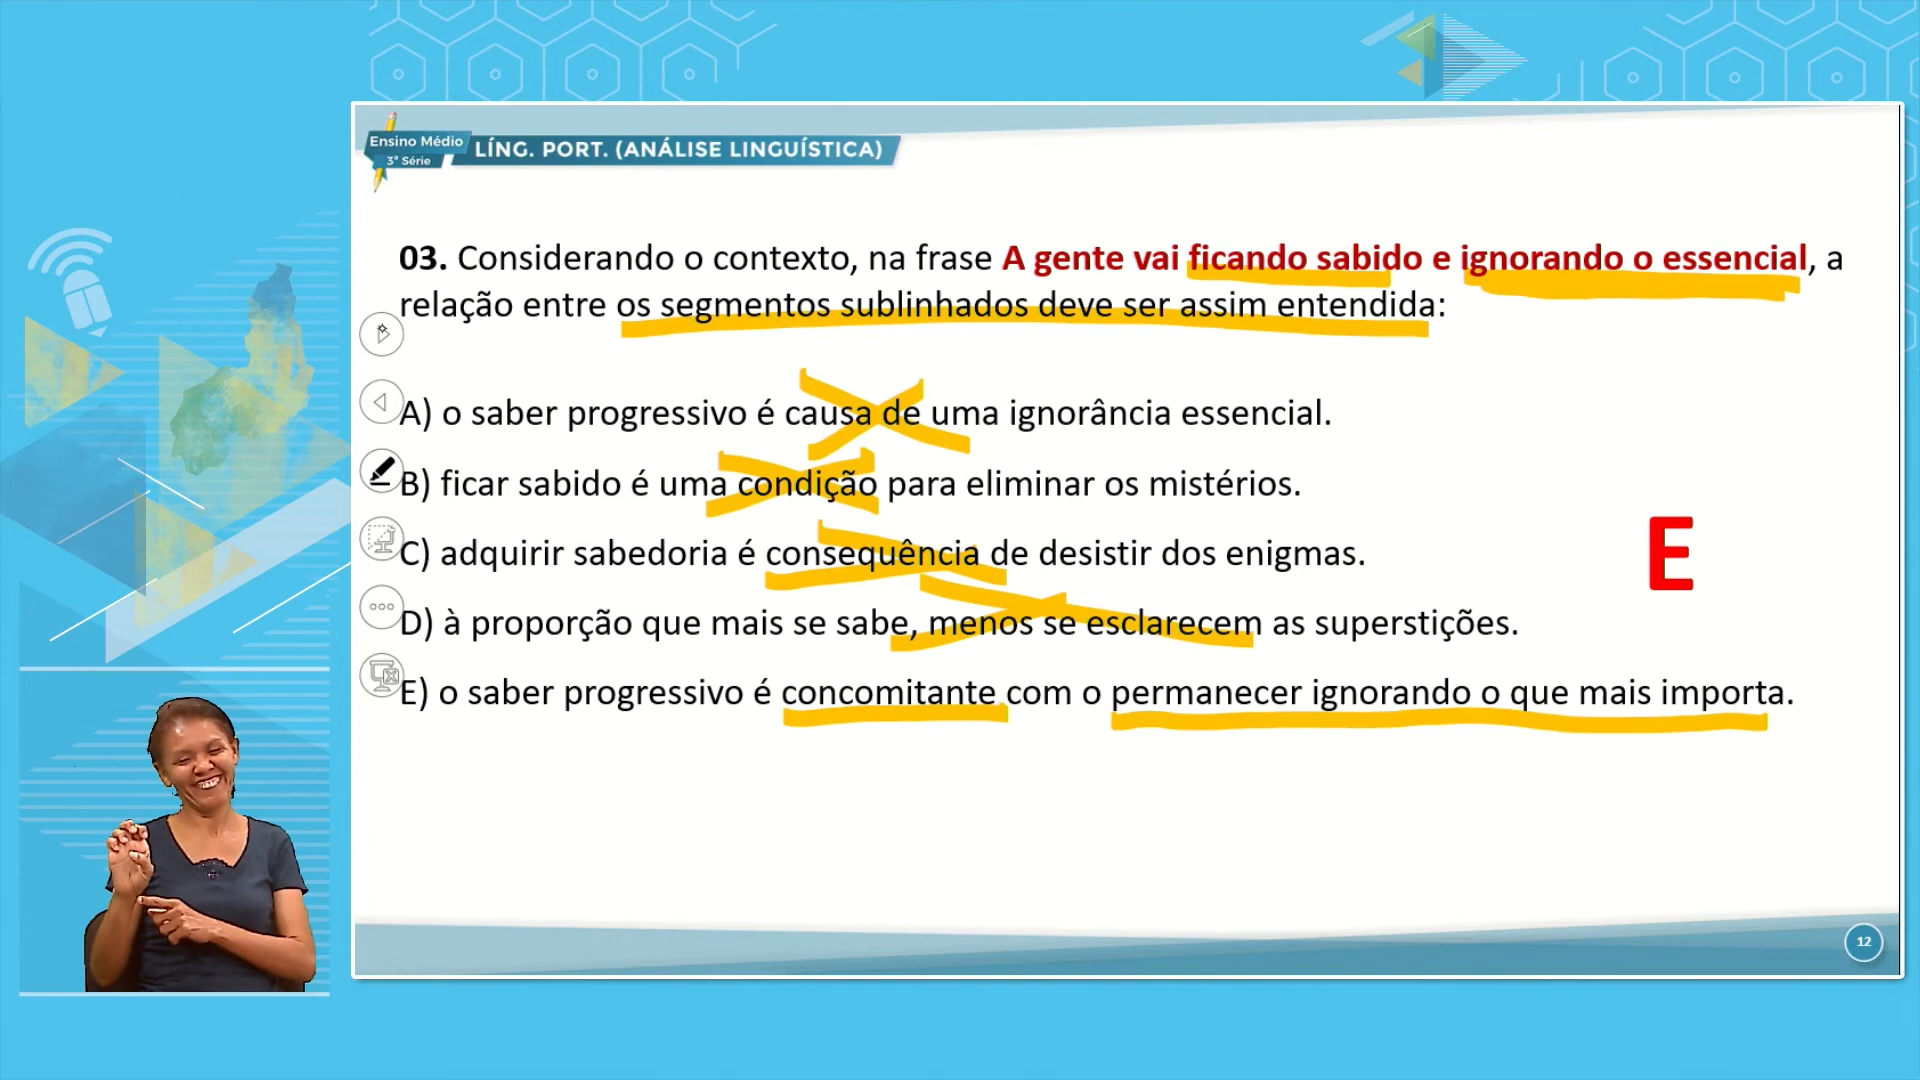 Ensino Médio
3ª Série
LÍNG. PORT. (ANÁLISE LINGUÍSTICA)
03. Considerando o contexto, na frase A gente vai ficando sabido e ignorando o essencial, a
relação entre os segmentos sublinhados deve ser assim entendida:
A) o saber progressivo é causa de uma ignorância essencial.
B) ficar sabido é uma condição para eliminar os mistérios.
C) adquirir sabedoria é consequência de desistir dos enigmas.
D) à proporção que mais se sabe, menos se esclarecem as superstições.
E) o saber progressivo é concomitante com o permanecer ignorando o que mais importa.
E
12